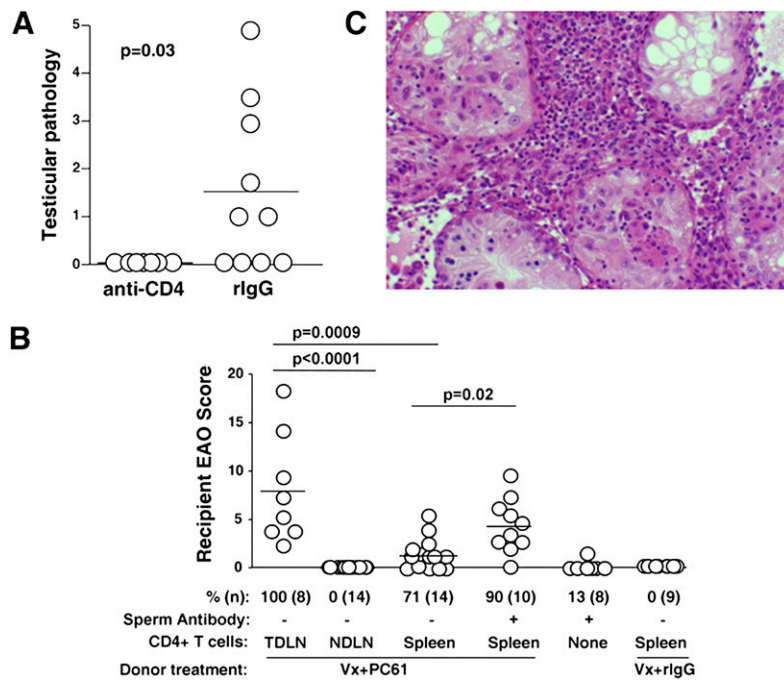 A
C
5
4
3
2
1
0
Testicular pathology
p=0.03
anti-CD4 rIgG
B
p=0.0009
p<0.0001
p=0.02
20
15
10
5
0
Recipient EAO Score
% (n): 100 (8) 0 (14) 71 (14) 90 (10) 13 (8) 0 (9)
Sperm Antibody: - - - + + -
CD4+ T cells: TDLN NDLN Spleen Spleen None Spleen
Donor treatment: Vx+PC61 Vx+rIgG